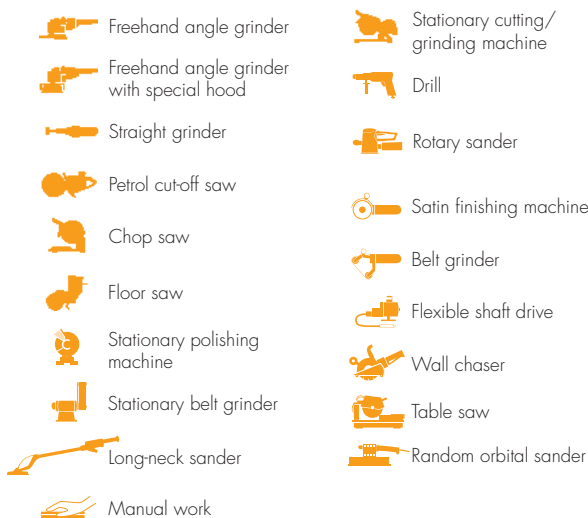 Freehand angle grinder
Freehand angle grinder
with special hood
Straight grinder
Petrol cut-off saw
Chop saw
Floor saw
Stationary polishing
machine
Stationary belt grinder
Long-neck sander
Manual work
Stationary cutting/
grinding machine
Drill
Rotary sander
Satin finishing machine
Belt grinder
Flexible shaft drive
Wall chaser
Table saw
Random orbital sander